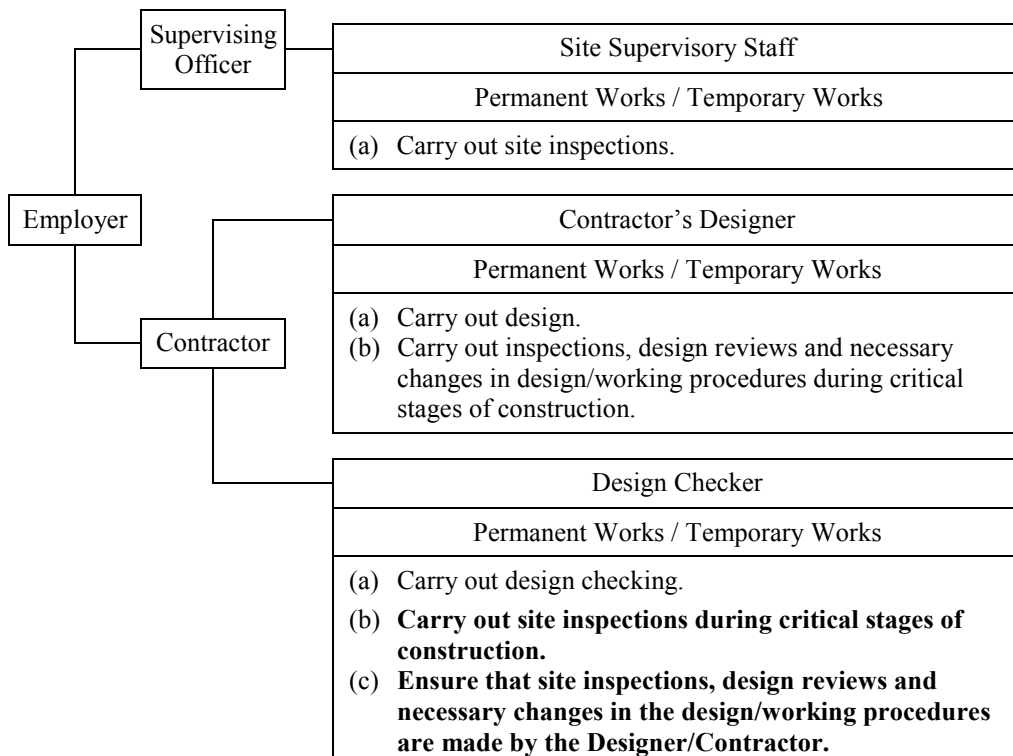 Supervising
Officer
Site Supervisory Staff
Permanent Works / Temporary Works
(a) Carry out site inspections.
Employer
Contractor’s Designer
Permanent Works / Temporary Works
(a) Carry out design.
(b) Carry out inspections, design reviews and necessary
changes in design/working procedures during critical
stages of construction.
Contractor
Design Checker
Permanent Works / Temporary Works
(a) Carry out design checking.
(b) Carry out site inspections during critical stages of
construction.
(c) Ensure that site inspections, design reviews and
necessary changes in the design/working procedures
are made by the Designer/Contractor.